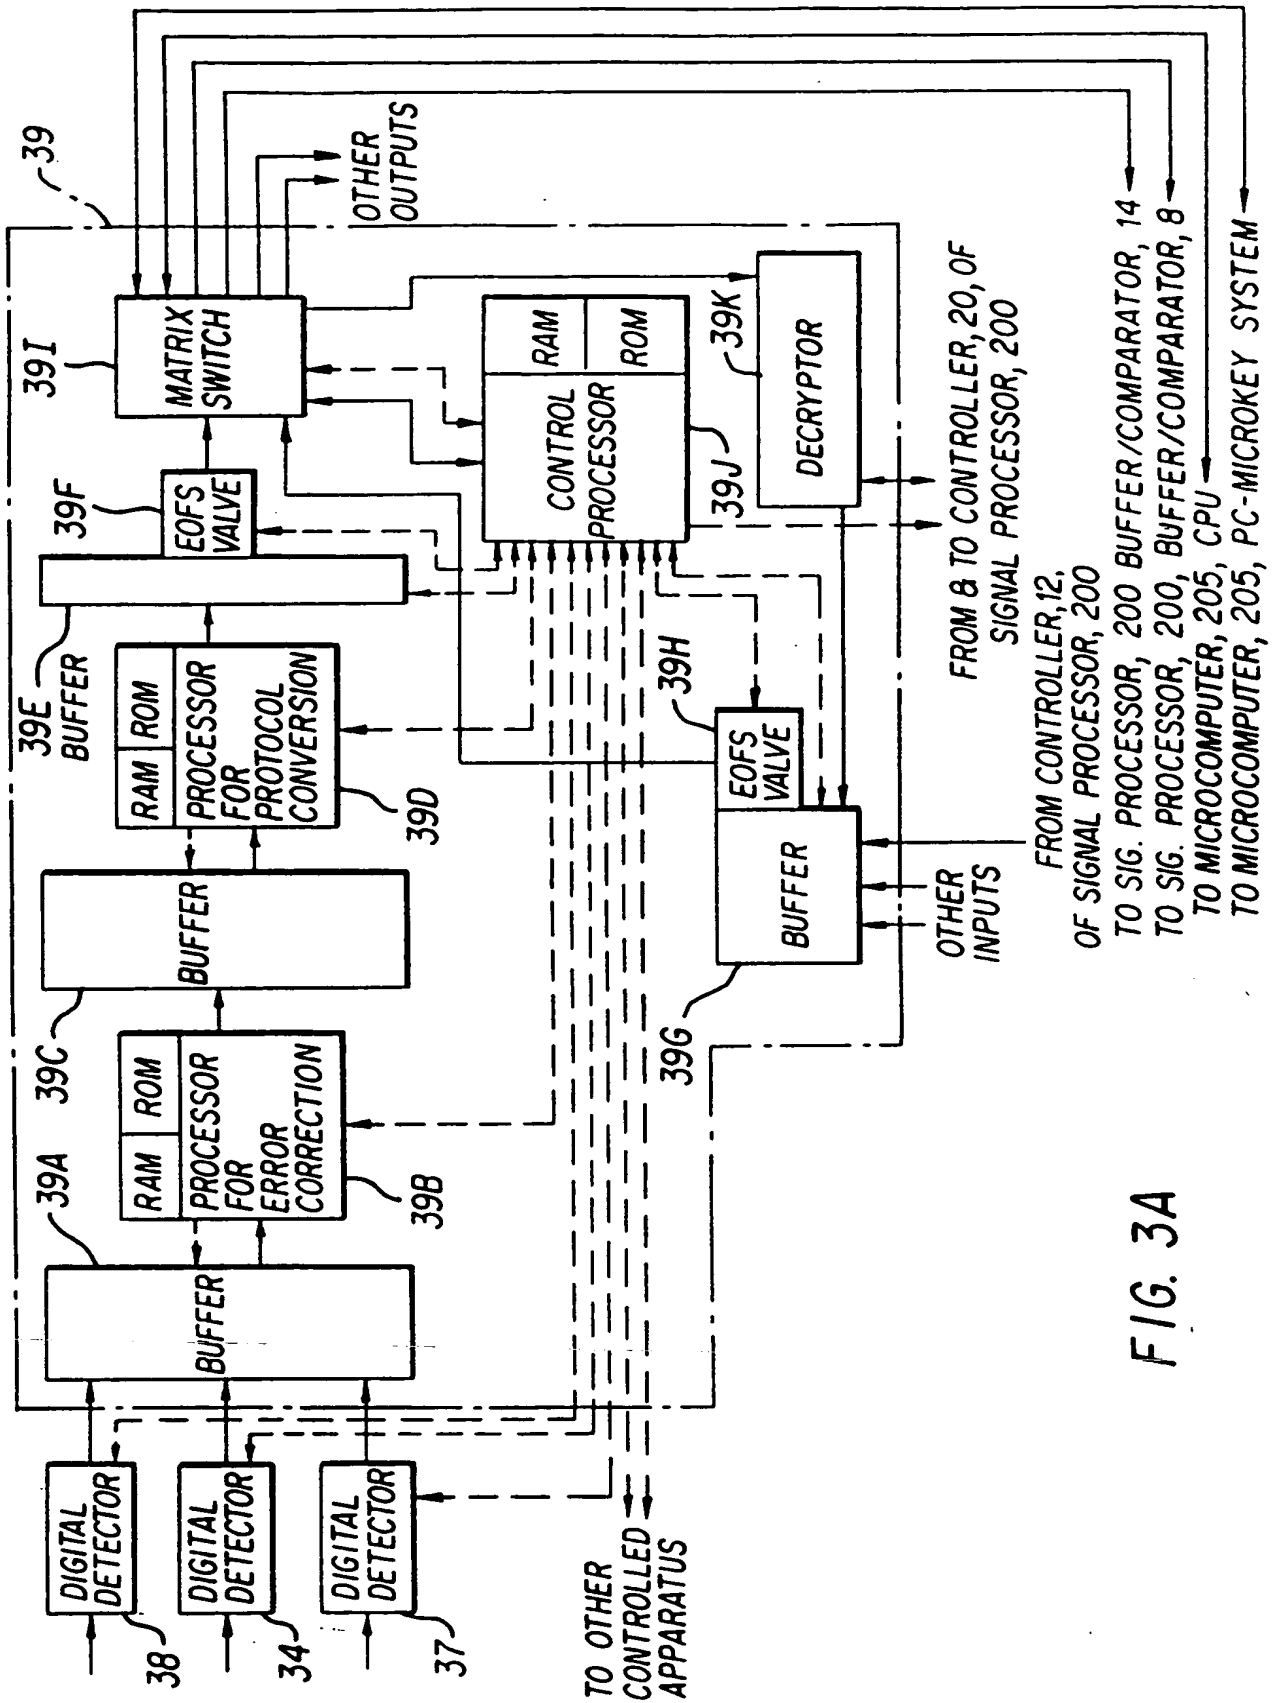 39
38
DIGITAL
DETECTOR
34
DIGITAL
DETECTOR
37
DIGITAL
DETECTOR
39A
BUFFER
RAM ROM
PROCESSOR
FOR
ERROR
CORRECTION
39B
39C
BUFFER
RAM ROM
PROCESSOR
FOR
PROTOCOL
CONVERSION
39D
39E
BUFFER
39F
EOFS
VALVE
39I
MATRIX
SWITCH
OTHER
OUTPUTS
CONTROL
PROCESSOR
RAM
ROM
39J
39K
DECRYPTOR
39H
EOFS
VALVE
39G
BUFFER
OTHER
INPUTS
TO OTHER
CONTROLLED
APPARATUS
FROM & TO CONTROLLER, 20, OF
SIGNAL PROCESSOR, 200
FROM CONTROLLER, 12,
OF SIGNAL PROCESSOR, 200
TO SIG. PROCESSOR, 200 BUFFER/COMPARATOR, 14
TO SIG. PROCESSOR, 200, BUFFER/COMPARATOR, 8
TO MICROCOMPUTER, 205, CPU
TO MICROCOMPUTER, 205, PC-MICROKEY SYSTEM
FIG. 3A